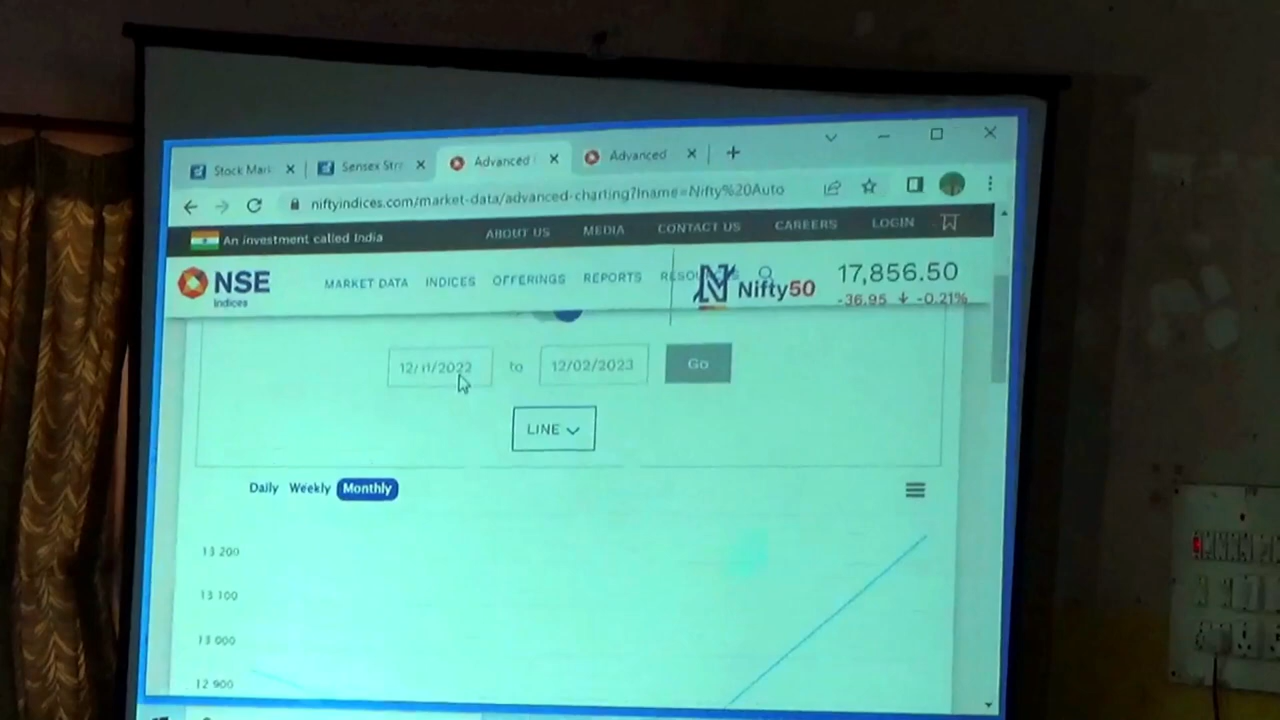 Stock Mar
Sensex Str
Advanced
Advanced
niftyindices.com/market-data/advanced-charting?Iname=Nifty%20Auto
An investment called India
ABOUT US MEDIA CONTACT US CAREERS LOGIN
NSE
Indices
MARKET DATA INDICES OFFERINGS REPORTS RESOU
Nifty50
17,856.50
-36.95 ↓ -0.21%
12/11/2022 to 12/02/2023 Go
LINE
Daily Weekly Monthly
13 200
13 100
13 000
12 900